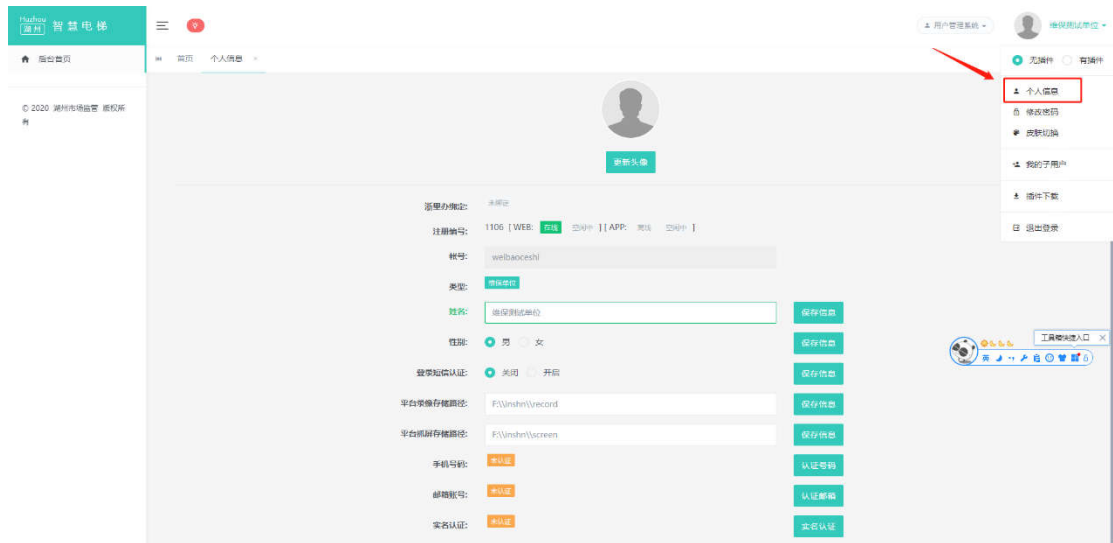 Huzhou
湖州 智慧电梯
用户管理系统
维保测试单位
后台首页
首页 个人信息 ×
无插件 有插件
© 2020 湖州市场监管 版权所
有
个人信息
修改密码
皮肤切换
我的子用户
插件下载
退出登录
更新头像
浙里办绑定: 未绑定
注册编号: 1106 [ WEB: 在线 空闲中 ] [ APP: 离线 空闲中 ]
帐号: weibaoceshi
类型: 维保单位
姓名: 维保测试单位 保存信息
性别: 男 女 保存信息
登录短信认证: 关闭 开启 保存信息
平台录像存储路径: F:\\inshn\\record 保存信息
平台抓屏存储路径: F:\\inshn\\screen 保存信息
手机号码: 未认证 认证号码
邮箱账号: 未认证 认证邮箱
实名认证: 未认证 实名认证
工具箱快捷入口 ×
英